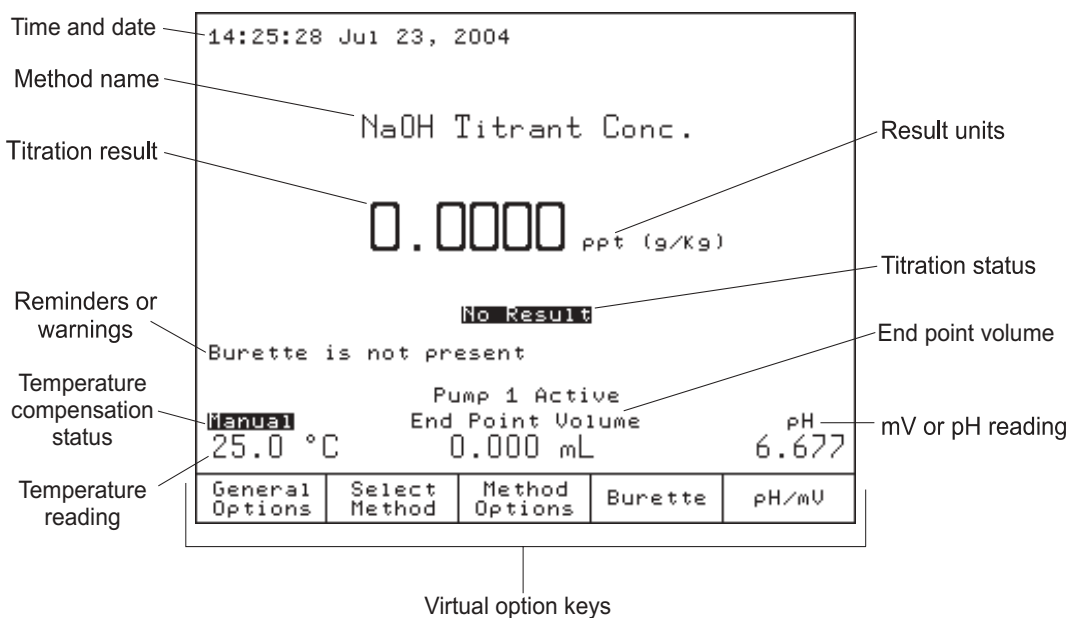 Time and date
14:25:28 Jul 23, 2004
Method name
NaOH Titrant Conc.
Result units
Titration result
0.0000 ppt (g/Kg)
Titration status
No Result
Reminders or
warnings
End point volume
Burette is not present
Temperature
compensation
status
Pump 1 Active
Manual
End Point Volume
pH
mV or pH reading
25.0 °C
0.000 mL
6.677
Temperature
reading
General
Options
Select
Method
Method
Options
Burette
pH/mV
Virtual option keys